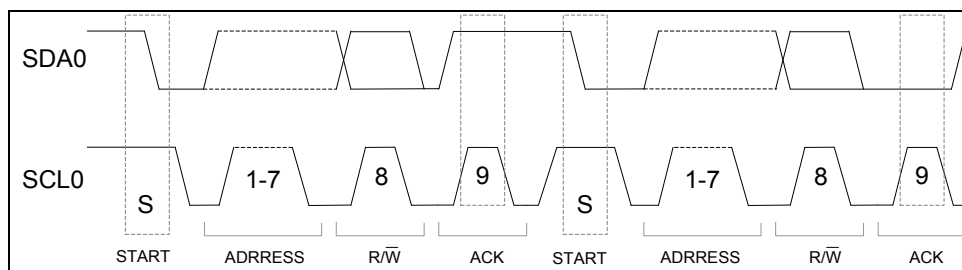 SDA0
SCL0
S 1-7 8 9 S 1-7 8 9
START ADRRESS R/W̅ ACK START ADRRESS R/W̅ ACK